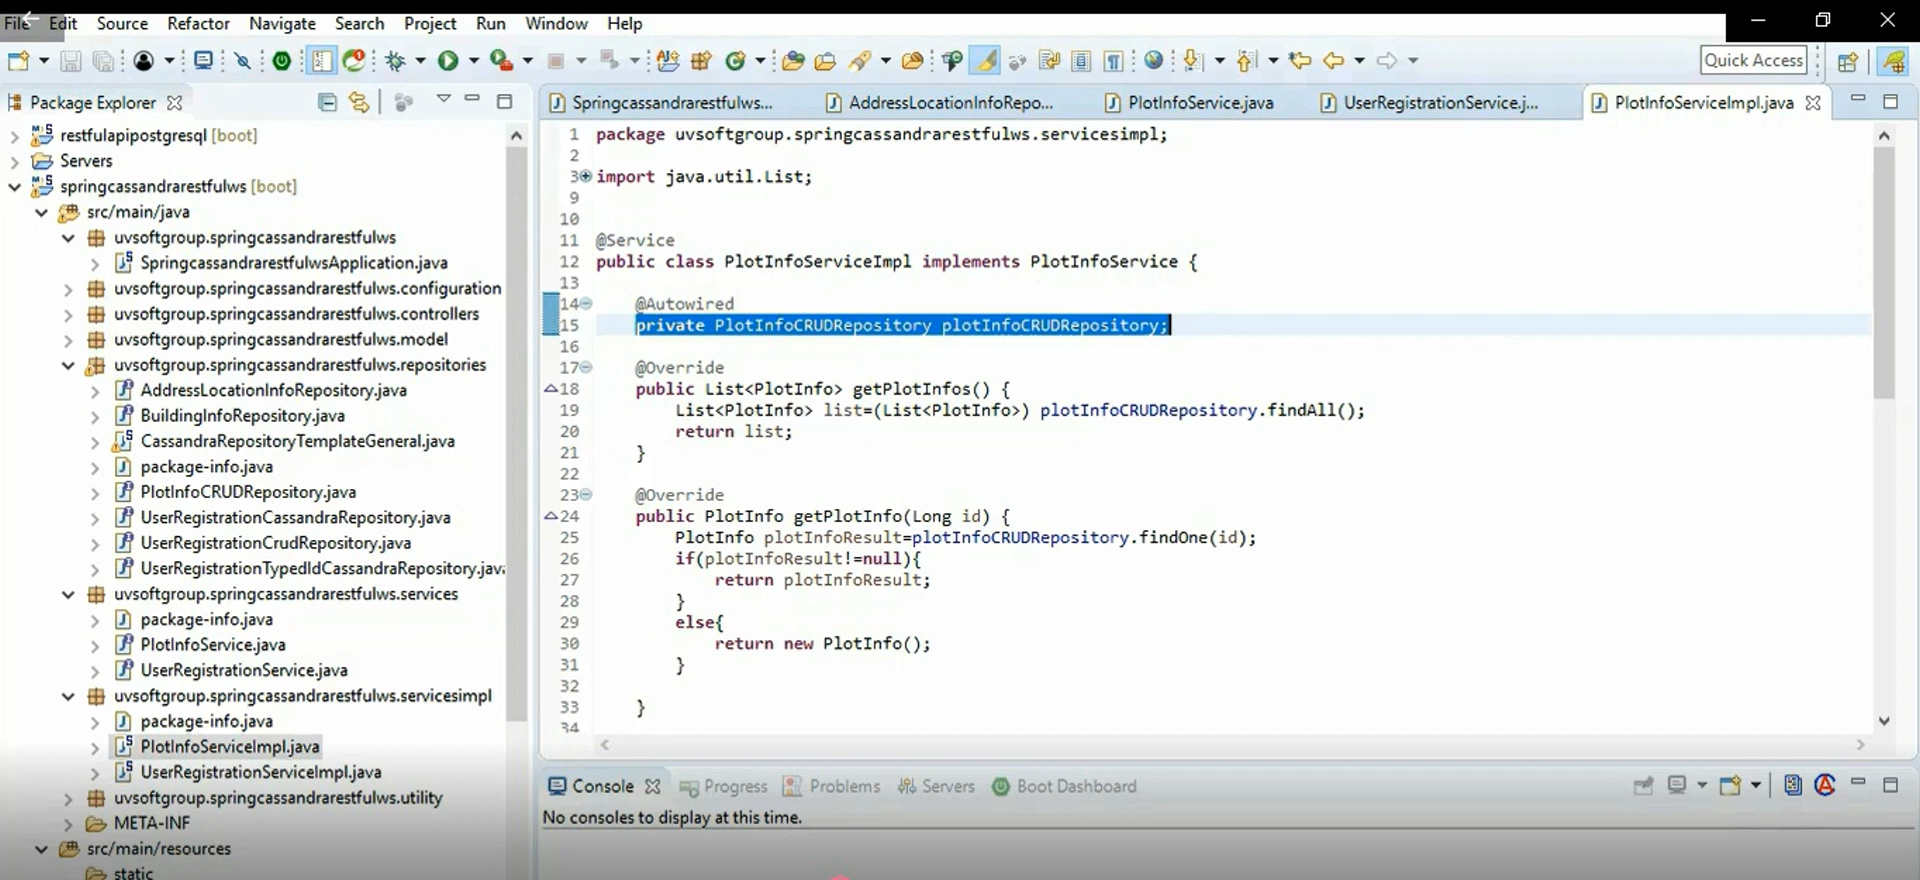 File Edit Source Refactor Navigate Search Project Run Window Help
Quick Access
Package Explorer
restfulapipostgresql [boot]
Servers
springcassandrarestfulws [boot]
src/main/java
uvsoftgroup.springcassandrarestfulws
SpringcassandrarestfulwsApplication.java
uvsoftgroup.springcassandrarestfulws.configuration
uvsoftgroup.springcassandrarestfulws.controllers
uvsoftgroup.springcassandrarestfulws.model
uvsoftgroup.springcassandrarestfulws.repositories
AddressLocationInfoRepository.java
BuildingInfoRepository.java
CassandraRepositoryTemplateGeneral.java
package-info.java
PlotInfoCRUDRepository.java
UserRegistrationCassandraRepository.java
UserRegistrationCrudRepository.java
UserRegistrationTypedIdCassandraRepository.java
uvsoftgroup.springcassandrarestfulws.services
package-info.java
PlotInfoService.java
UserRegistrationService.java
uvsoftgroup.springcassandrarestfulws.servicesimpl
package-info.java
PlotInfoServiceImpl.java
UserRegistrationServiceImpl.java
uvsoftgroup.springcassandrarestfulws.utility
META-INF
src/main/resources
static
Springcassandrarestfulws... AddressLocationInfoRepo... PlotInfoService.java UserRegistrationService.j... PlotInfoServiceImpl.java
1 package uvsoftgroup.springcassandrarestfulws.servicesimpl;
2
3 import java.util.List;
9
10
11 @Service
12 public class PlotInfoServiceImpl implements PlotInfoService {
13
14 @Autowired
15 private PlotInfoCRUDRepository plotInfoCRUDRepository;
16
17 @Override
18 public List<PlotInfo> getPlotInfos() {
19 List<PlotInfo> list=(List<PlotInfo>) plotInfoCRUDRepository.findAll();
20 return list;
21 }
22
23 @Override
24 public PlotInfo getPlotInfo(Long id) {
25 PlotInfo plotInfoResult=plotInfoCRUDRepository.findOne(id);
26 if(plotInfoResult!=null){
27 return plotInfoResult;
28 }
29 else{
30 return new PlotInfo();
31 }
32
33 }
34
Console Progress Problems Servers Boot Dashboard
No consoles to display at this time.